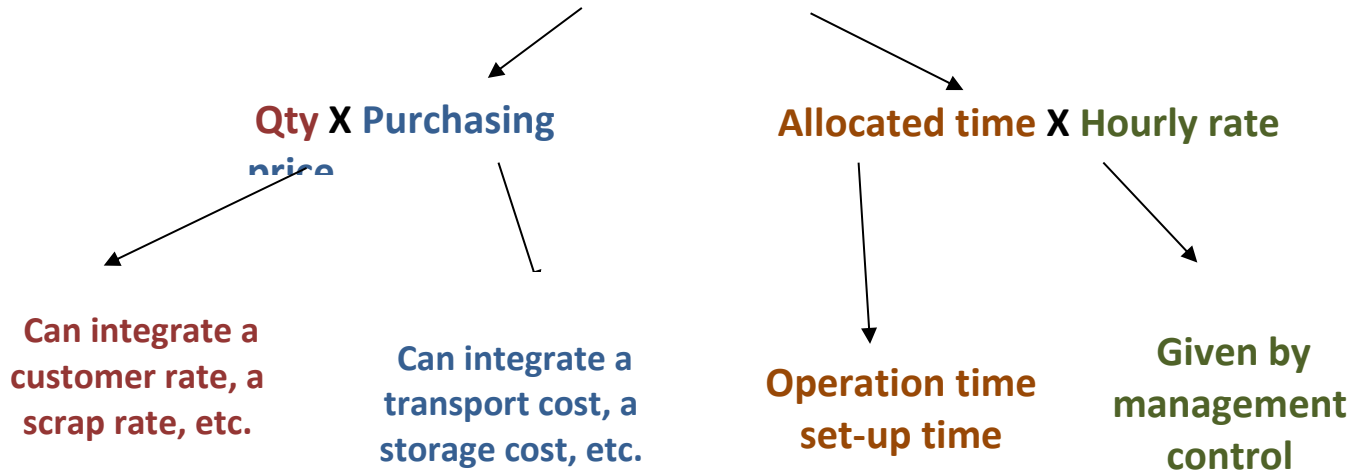 Qty X Purchasing
price
Allocated time X Hourly rate
Can integrate a
customer rate, a
scrap rate, etc.
Can integrate a
transport cost, a
storage cost, etc.
Operation time
set-up time
Given by
management
control